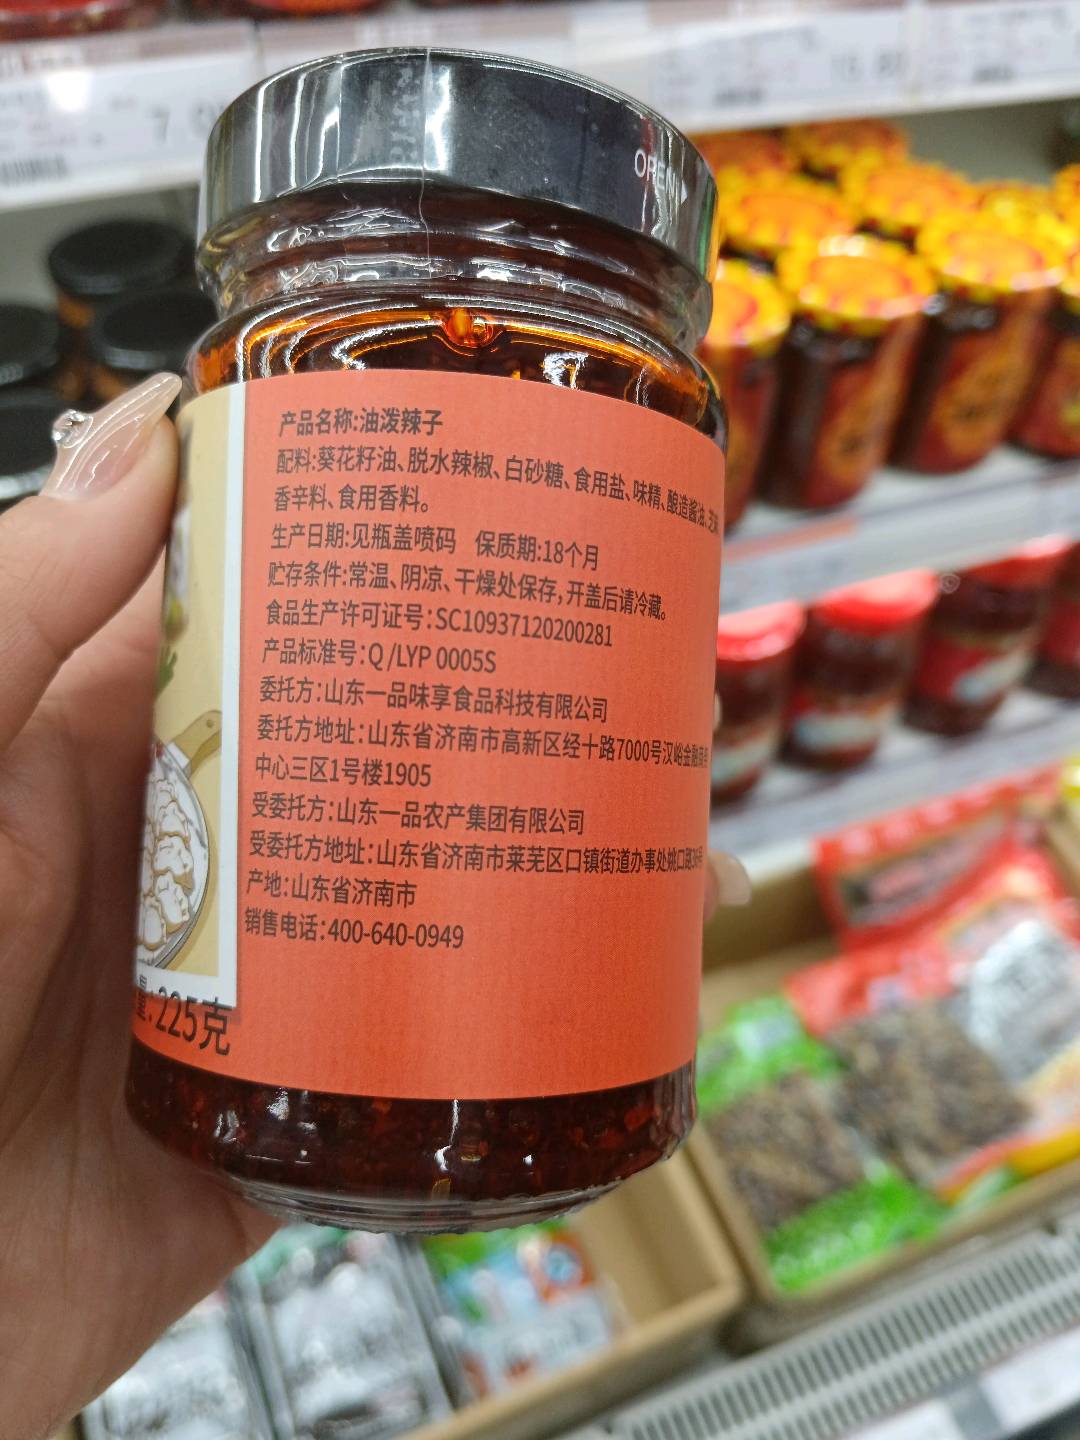 OPEN
产品名称:油泼辣子
配料:葵花籽油、脱水辣椒、白砂糖、食用盐、味精、酿造酱油、芝麻
香辛料、食用香料。
生产日期:见瓶盖喷码 保质期:18个月
贮存条件:常温、阴凉、干燥处保存,开盖后请冷藏。
食品生产许可证号:SC10937120200281
产品标准号:Q/LYP 0005S
委托方:山东一品味享食品科技有限公司
委托方地址:山东省济南市高新区经十路7000号汉峪金融商务
中心三区1号楼1905
受委托方:山东一品农产集团有限公司
受委托方地址:山东省济南市莱芜区口镇街道办事处
产地:山东省济南市
销售电话:400-640-0949
量:225克